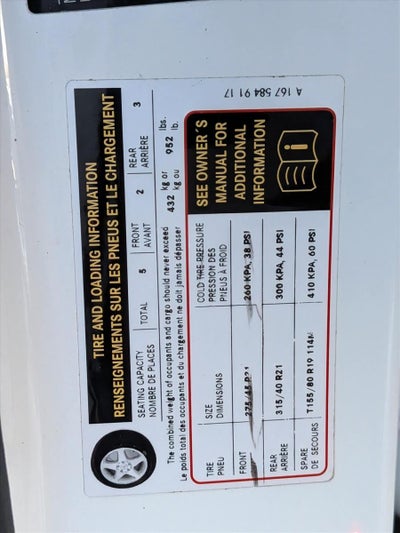 TIRE AND LOADING INFORMATION
RENSEIGNEMENTS SUR LES PNEUS ET LE CHARGEMENT
SEATING CAPACITY TOTAL 5 FRONT 2 REAR 3
NOMBRE DE PLACES AVANT ARRIÈRE
The combined weight of occupants and cargo should never exceed 432 kg or 952 lbs.
Le poids total des occupants et du chargement ne doit jamais dépasser kg ou lb.
TIRE SIZE COLD TIRE PRESSURE
PNEU DIMENSIONS PRESSION DES
PNEUS À FROID
FRONT 275/45 R21 260 KPA, 38 PSI
REAR 315/40 R21 300 KPA, 44 PSI
ARRIÈRE
SPARE T155/80 R19 114M 410 KPA, 60 PSI
DE SECOURS
SEE OWNER'S
MANUAL FOR
ADDITIONAL
INFORMATION
i
A 167 584 91 17